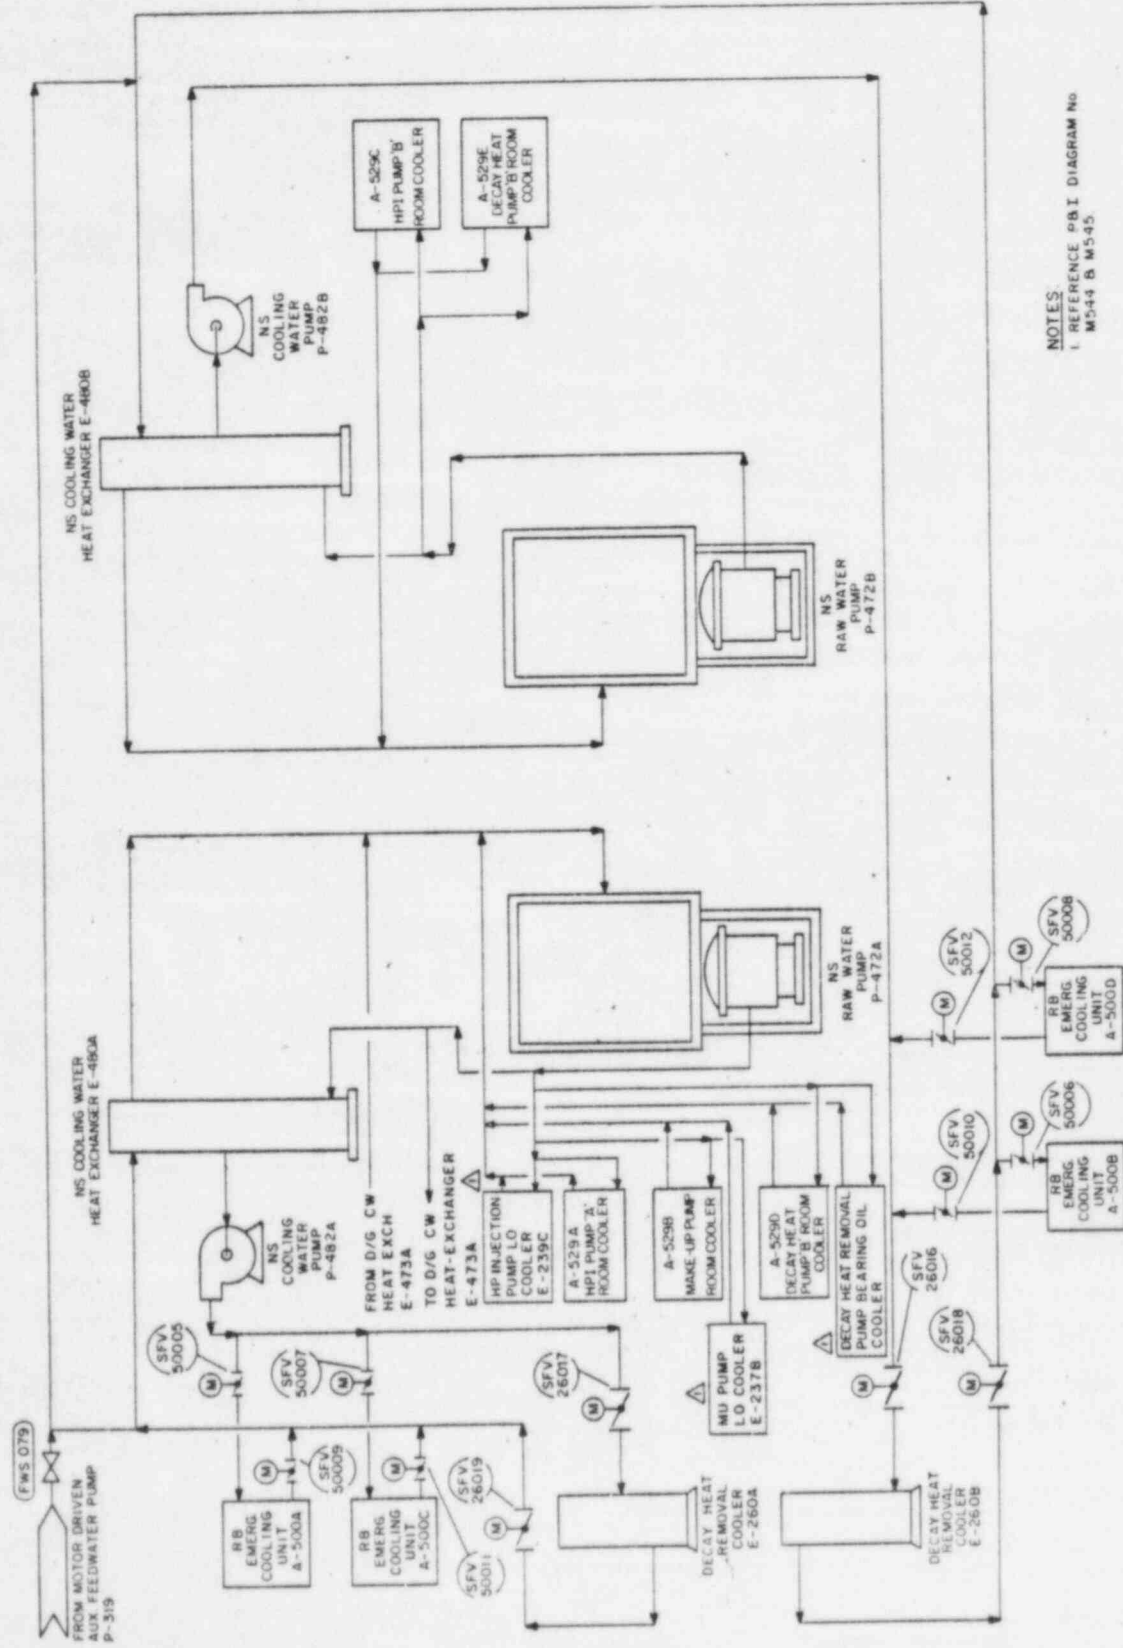 NS COOLING WATER
HEAT EXCHANGER E-480B
NS
COOLING
WATER
PUMP
P-482B
A-529C
HPI PUMP 'B'
ROOM COOLER
A-529E
DECAY HEAT
PUMP 'B' ROOM
COOLER
NS
RAW WATER
PUMP
P-472B
NOTES:
1. REFERENCE P&I DIAGRAM No.
M544 & M545.
NS COOLING WATER
HEAT EXCHANGER E-480A
NS
COOLING
WATER
PUMP
P-482A
FROM D/G CW
HEAT EXCH
E-473A
TO D/G CW
HEAT-EXCHANGER
E-473A
1
HP INJECTION
PUMP LO
COOLER
E-239C
A-529A
HPI PUMP 'A'
ROOM COOLER
A-529B
MAKE-UP PUMP
ROOM COOLER
A-529D
DECAY HEAT
PUMP 'B' ROOM
COOLER
1
DECAY HEAT REMOVAL
PUMP BEARING OIL
COOLER
1
MU PUMP
LO COOLER
E-237B
NS
RAW WATER
PUMP
P-472A
FWS 079
FROM MOTOR DRIVEN
AUX FEEDWATER PUMP
P-319
SFV
50005
M
SFV
50007
M
SFV
50009
M
SFV
50011
M
SFV
26019
M
SFV
26017
M
RB
EMERG.
COOLING
UNIT
A-500A
RB
EMERG.
COOLING
UNIT
A-500C
DECAY HEAT
REMOVAL
COOLER
E-260A
DECAY HEAT
REMOVAL
COOLER
E-260B
SFV
26016
M
SFV
26018
M
SFV
50010
M
SFV
50006
M
SFV
50012
M
SFV
50008
M
RB
EMERG.
COOLING
UNIT
A-500B
RB
EMERG.
COOLING
UNIT
A-500D